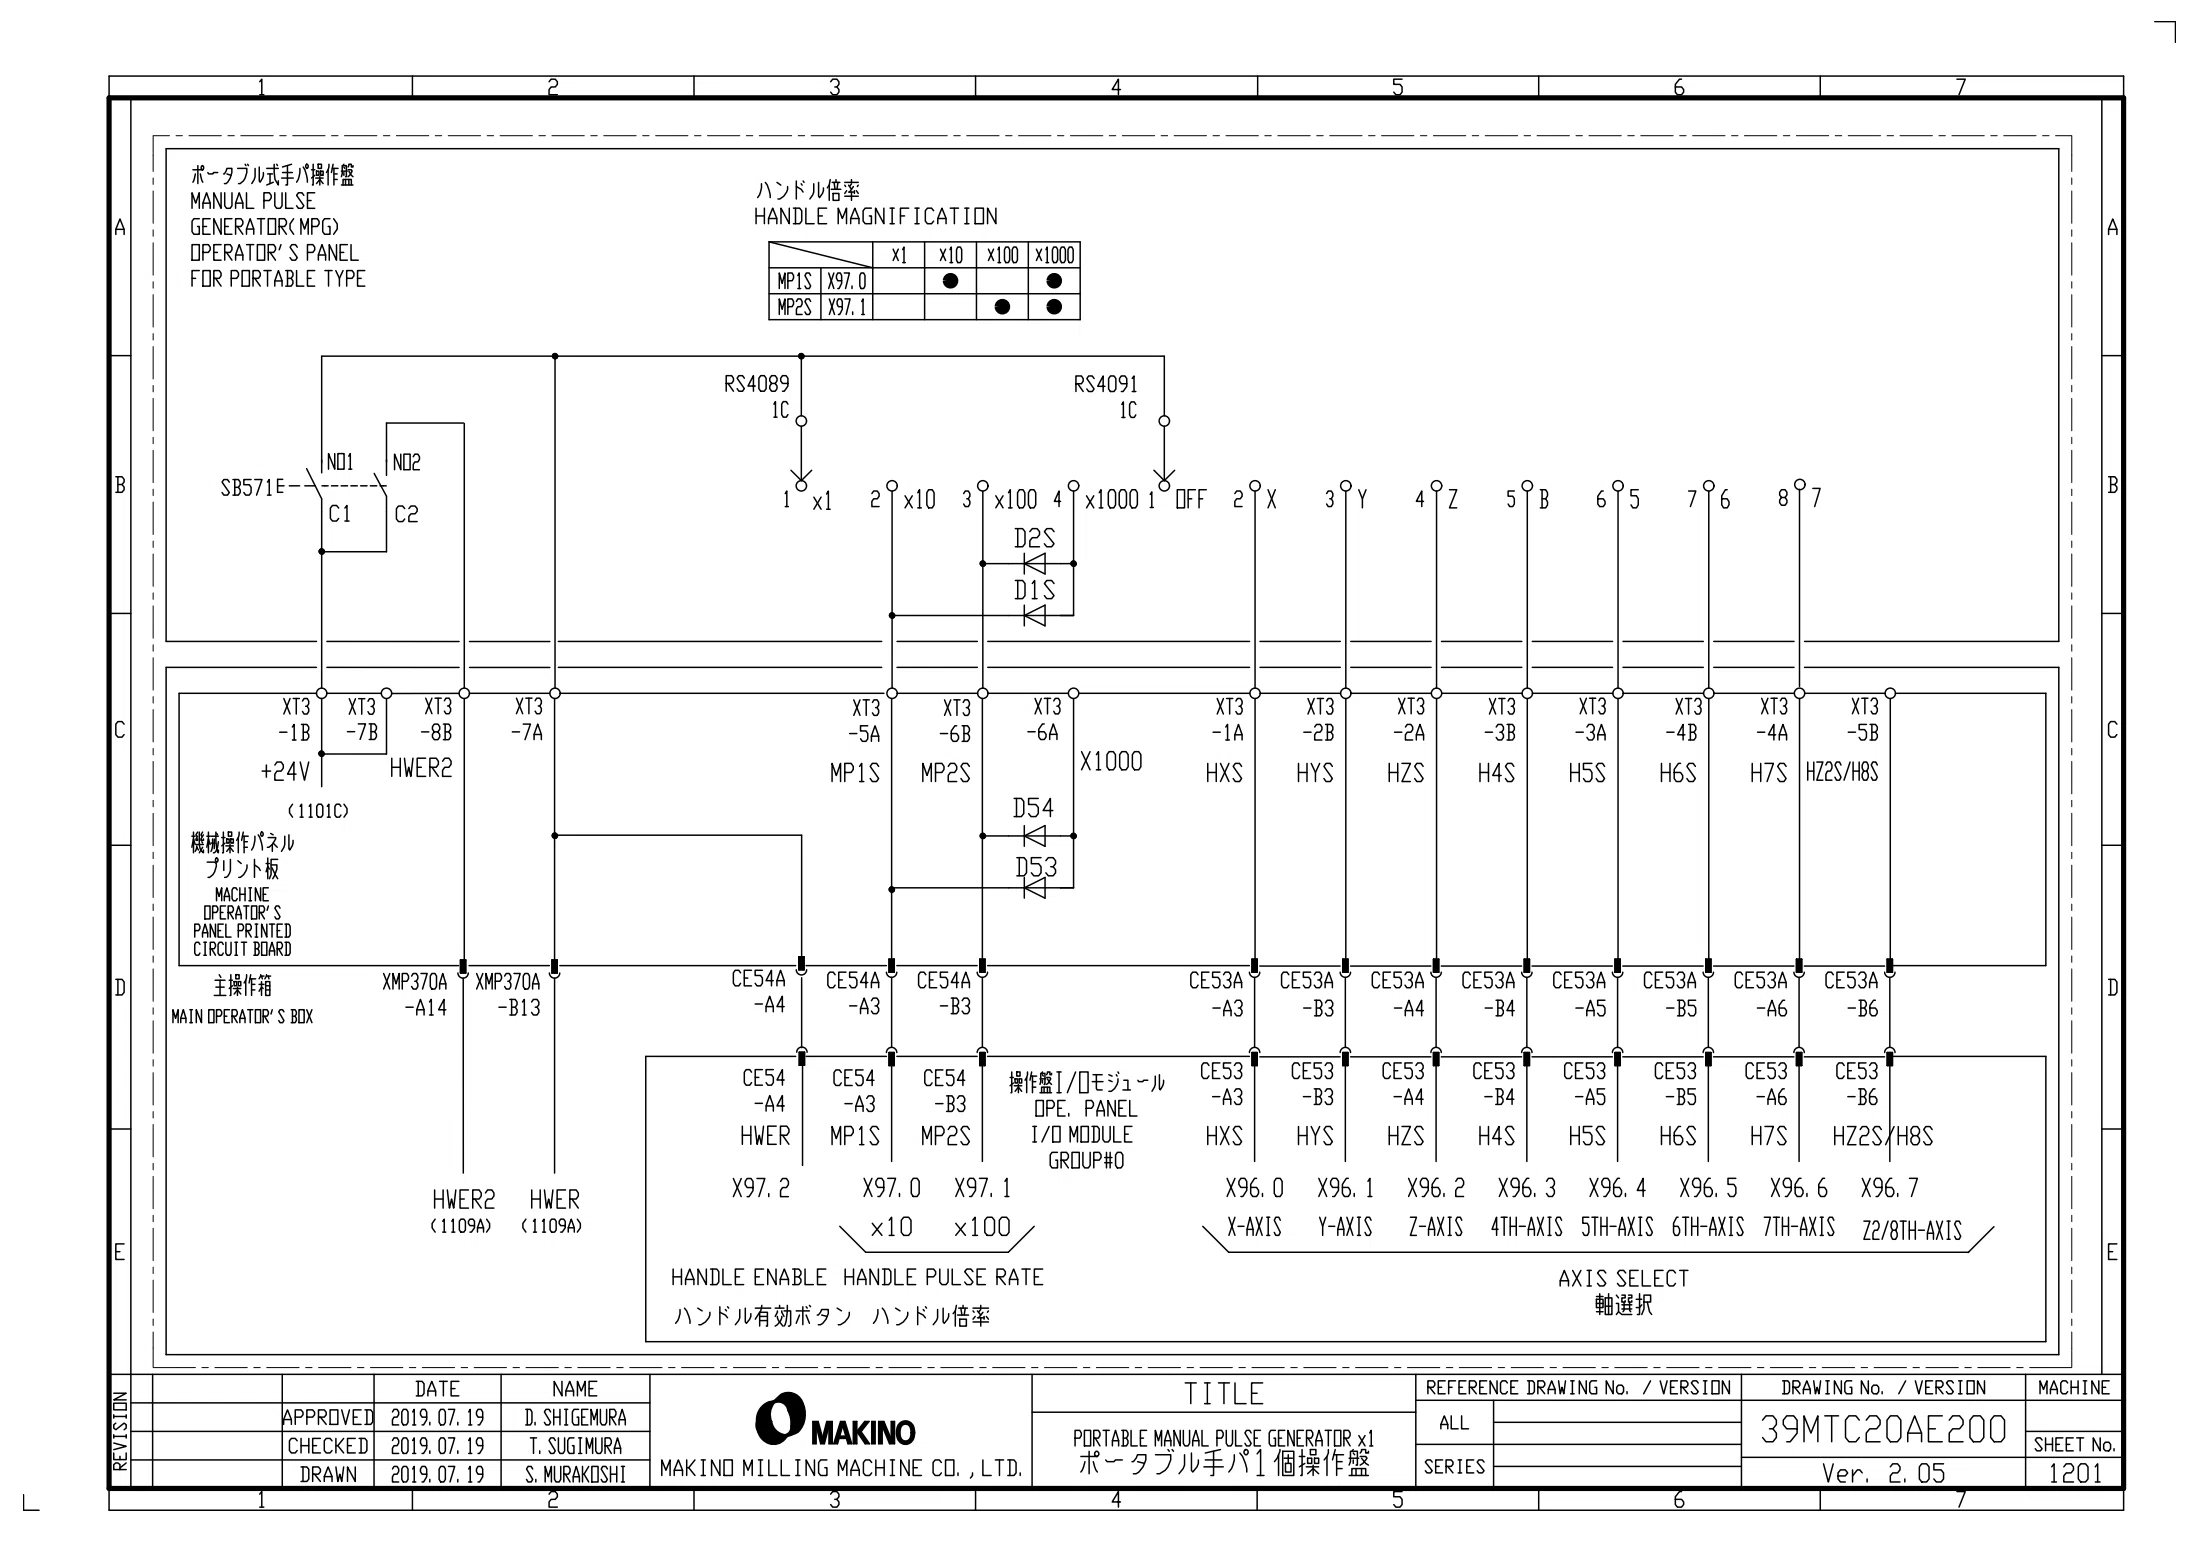 1 2 3 4 5 6 7
A A
B B
C C
D D
E E
ポータブル式手パ操作盤
MANUAL PULSE
GENERATOR(MPG)
OPERATOR'S PANEL
FOR PORTABLE TYPE
ハンドル倍率
HANDLE MAGNIFICATION
x1 x10 x100 x1000
MP1S X97.0 ● ●
MP2S X97.1 ● ●
RS4089
1C
RS4091
1C
SB571E
NO1 NO2
C1 C2
1 x1 2 x10 3 x100 4 x1000 1 OFF 2 X 3 Y 4 Z 5 B 6 5 7 6 8 7
D2S
D1S
XT3 XT3 XT3 XT3 XT3 XT3 XT3 XT3 XT3 XT3 XT3 XT3 XT3 XT3 XT3
-1B -7B -8B -7A -5A -6B -6A -1A -2B -2A -3B -3A -4B -4A -5B
+24V HWER2 MP1S MP2S X1000 HXS HYS HZS H4S H5S H6S H7S HZ2S/H8S
(1101C)
D54
D53
機械操作パネル
プリント板
MACHINE
OPERATOR'S
PANEL PRINTED
CIRCUIT BOARD
主操作箱
MAIN OPERATOR'S BOX
XMP370A XMP370A CE54A CE54A CE54A CE53A CE53A CE53A CE53A CE53A CE53A CE53A CE53A
-A14 -B13 -A4 -A3 -B3 -A3 -B3 -A4 -B4 -A5 -B5 -A6 -B6
CE54 CE54 CE54 CE53 CE53 CE53 CE53 CE53 CE53 CE53 CE53
-A4 -A3 -B3 -A3 -B3 -A4 -B4 -A5 -B5 -A6 -B6
HWER MP1S MP2S HXS HYS HZS H4S H5S H6S H7S HZ2S/H8S
操作盤I/Oモジュール
OPE. PANEL
I/O MODULE
GROUP#0
HWER2 HWER
(1109A) (1109A)
X97.2 X97.0 X97.1 X96.0 X96.1 X96.2 X96.3 X96.4 X96.5 X96.6 X96.7
x10 x100 X-AXIS Y-AXIS Z-AXIS 4TH-AXIS 5TH-AXIS 6TH-AXIS 7TH-AXIS Z2/8TH-AXIS
HANDLE ENABLE HANDLE PULSE RATE
ハンドル有効ボタン ハンドル倍率
AXIS SELECT
軸選択
REVISION
DATE NAME
APPROVED 2019.07.19 D. SHIGEMURA
CHECKED 2019.07.19 T. SUGIMURA
DRAWN 2019.07.19 S. MURAKOSHI
MAKINO
MAKINO MILLING MACHINE CO.,LTD.
TITLE
PORTABLE MANUAL PULSE GENERATOR x1
ポータブル手パ1個操作盤
REFERENCE DRAWING No. / VERSION
ALL
SERIES
DRAWING No. / VERSION
39MTC20AE200
Ver. 2.05
MACHINE
SHEET No.
1201
1 2 3 4 5 6 7